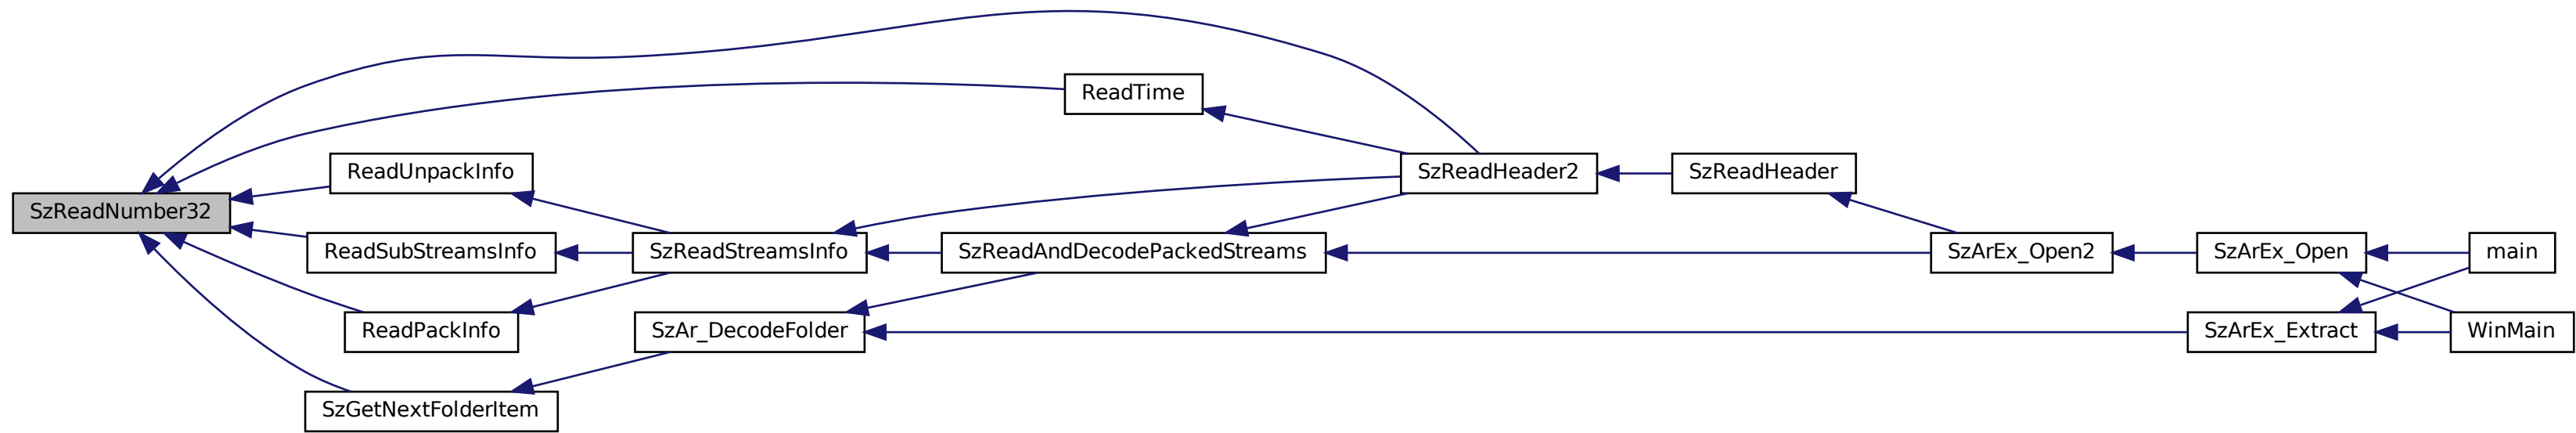 ReadTime
ReadUnpackInfo
SzReadHeader2
SzReadHeader
SzReadNumber32
ReadSubStreamsInfo
SzReadStreamsInfo
SzReadAndDecodePackedStreams
SzArEx_Open2
SzArEx_Open
main
ReadPackInfo
SzAr_DecodeFolder
SzArEx_Extract
WinMain
SzGetNextFolderItem